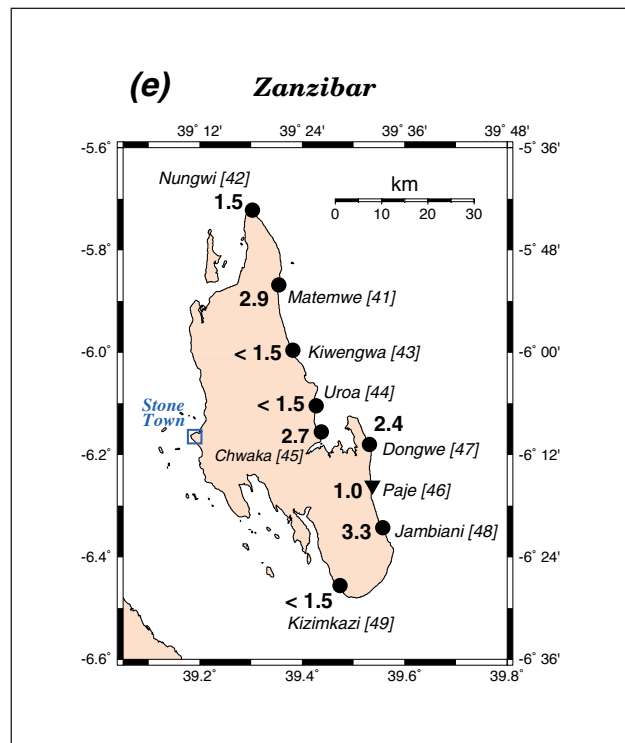 (e) Zanzibar
39° 12' 39° 24' 39° 36' 39° 48'
-5.6 -5° 36'
Nungwi [42]
1.5
km
0 10 20 30
-5.8 -5° 48'
2.9 Matemwe [41]
-6.0 < 1.5 Kiwengwa [43] -6° 00'
Uroa [44]
< 1.5
Stone
Town
2.4
2.7
Chwaka [45] Dongwe [47]
-6.2 -6° 12'
1.0 Paje [46]
3.3 Jambiani [48]
-6.4 -6° 24'
< 1.5
Kizimkazi [49]
-6.6 -6° 36'
39.2 39.4 39.6 39.8